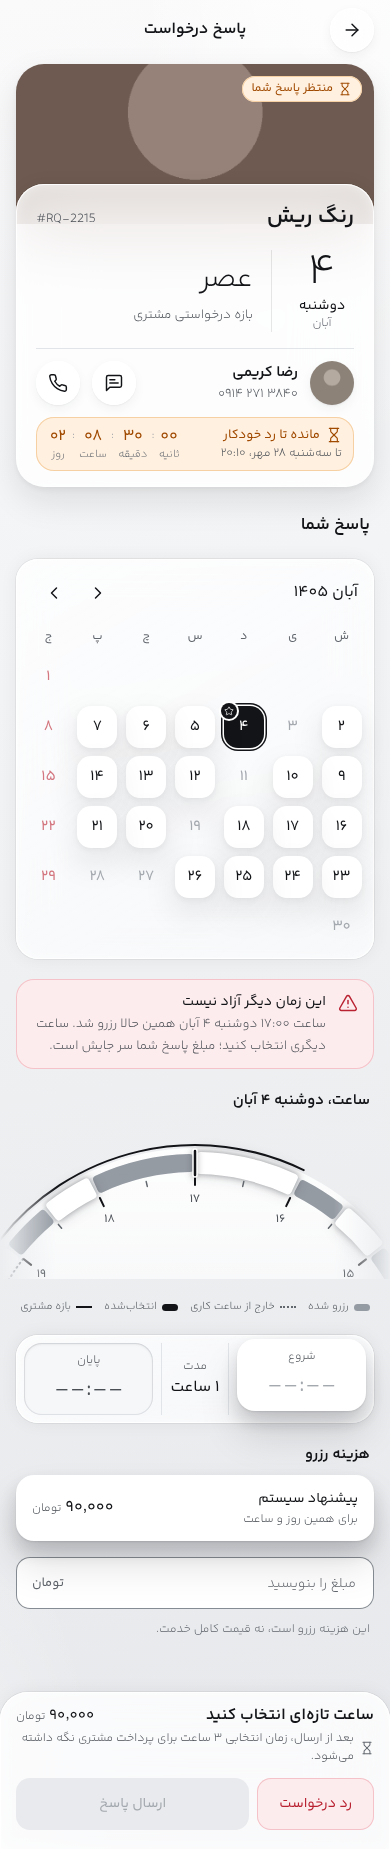 پاسخ درخواست
منتظر پاسخ شما
رنگ ریش
#RQ-2215
۴
دوشنبه
آبان
عصر
بازه درخواستی مشتری
رضا کریمی
۰۹۱۴ ۲۷۱ ۳۸۴۰
مانده تا رد خودکار
تا سه‌شنبه ۲۸ مهر، ۲۰:۱۰
۰۲ : ۰۸ : ۳۰ : ۰۰
روز ساعت دقیقه ثانیه
پاسخ شما
آبان ۱۴۰۵
ش ی د س چ پ ج
۱
۲ ۳ ۴ ۵ ۶ ۷ ۸
۹ ۱۰ ۱۱ ۱۲ ۱۳ ۱۴ ۱۵
۱۶ ۱۷ ۱۸ ۱۹ ۲۰ ۲۱ ۲۲
۲۳ ۲۴ ۲۵ ۲۶ ۲۷ ۲۸ ۲۹
۳۰
این زمان دیگر آزاد نیست
ساعت ۱۷:۰۰ دوشنبه ۴ آبان همین حالا رزرو شد. ساعت
دیگری انتخاب کنید؛ مبلغ پاسخ شما سر جایش است.
ساعت، دوشنبه ۴ آبان
۱۵ ۱۶ ۱۷ ۱۸ ۱۹
رزرو شده خارج از ساعت کاری انتخاب‌شده بازه مشتری
شروع
--:--
مدت
۱ ساعت
پایان
--:--
هزینه رزرو
پیشنهاد سیستم
برای همین روز و ساعت
۹۰,۰۰۰ تومان
مبلغ را بنویسید
تومان
این هزینه رزرو است، نه قیمت کامل خدمت.
ساعت تازه‌ای انتخاب کنید
۹۰,۰۰۰ تومان
بعد از ارسال، زمان انتخابی ۳ ساعت برای پرداخت مشتری نگه داشته
می‌شود.
رد درخواست
ارسال پاسخ